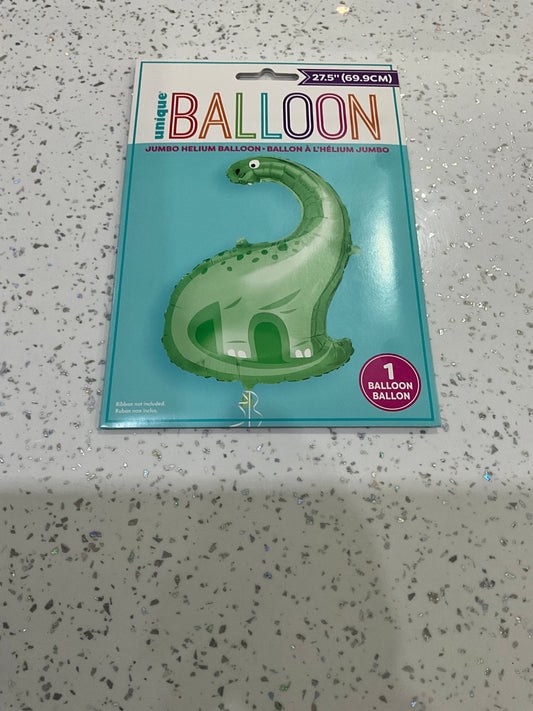 27.5" (69.9CM)
unique®
BALLOON
JUMBO HELIUM BALLOON • BALLON À L'HÉLIUM JUMBO
Ribbon not included.
Ruban non inclus.
1
BALLOON
BALLON